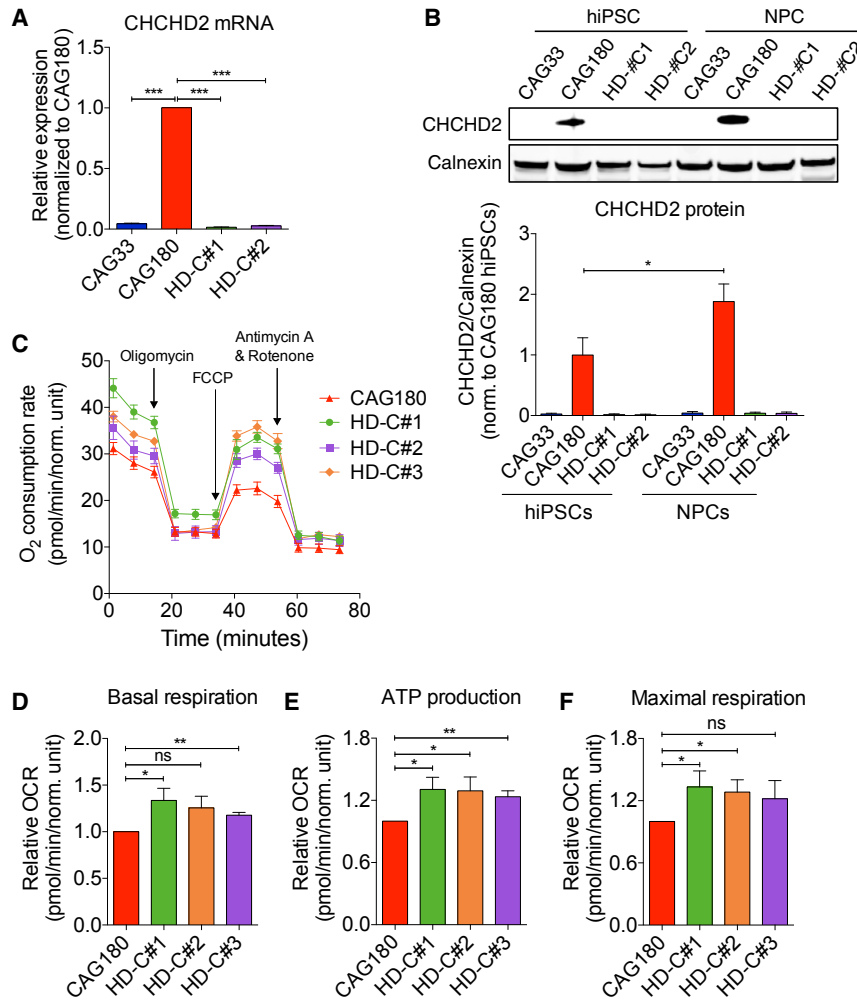 A
CHCHD2 mRNA
Relative expression
(normalized to CAG180)
1.5
1.0
0.5
0.0
***
***
***
CAG33
CAG180
HD-C#1
HD-C#2
B
hiPSC
NPC
CAG33
CAG180
HD-#C1
HD-#C2
CAG33
CAG180
HD-#C1
HD-#C2
CHCHD2
Calnexin
CHCHD2 protein
CHCHD2/Calnexin
(norm. to CAG180 hiPSCs)
3
2
1
0
*
CAG33
CAG180
HD-C#1
HD-C#2
CAG33
CAG180
HD-C#1
HD-C#2
hiPSCs
NPCs
C
O2 consumption rate
(pmol/min/norm. unit)
50
40
30
20
10
0
Oligomycin
FCCP
Antimycin A
& Rotenone
CAG180
HD-C#1
HD-C#2
HD-C#3
0
20
40
60
80
Time (minutes)
D
Basal respiration
Relative OCR
(pmol/min/norm. unit)
2.0
1.5
1.0
0.5
0.0
**
ns
*
CAG180
HD-C#1
HD-C#2
HD-C#3
E
ATP production
Relative OCR
(pmol/min/norm. unit)
1.8
1.4
1.0
0.6
0.0
**
*
*
CAG180
HD-C#1
HD-C#2
HD-C#3
F
Maximal respiration
Relative OCR
(pmol/min/norm. unit)
1.8
1.4
1.0
0.6
0.0
ns
*
*
CAG180
HD-C#1
HD-C#2
HD-C#3